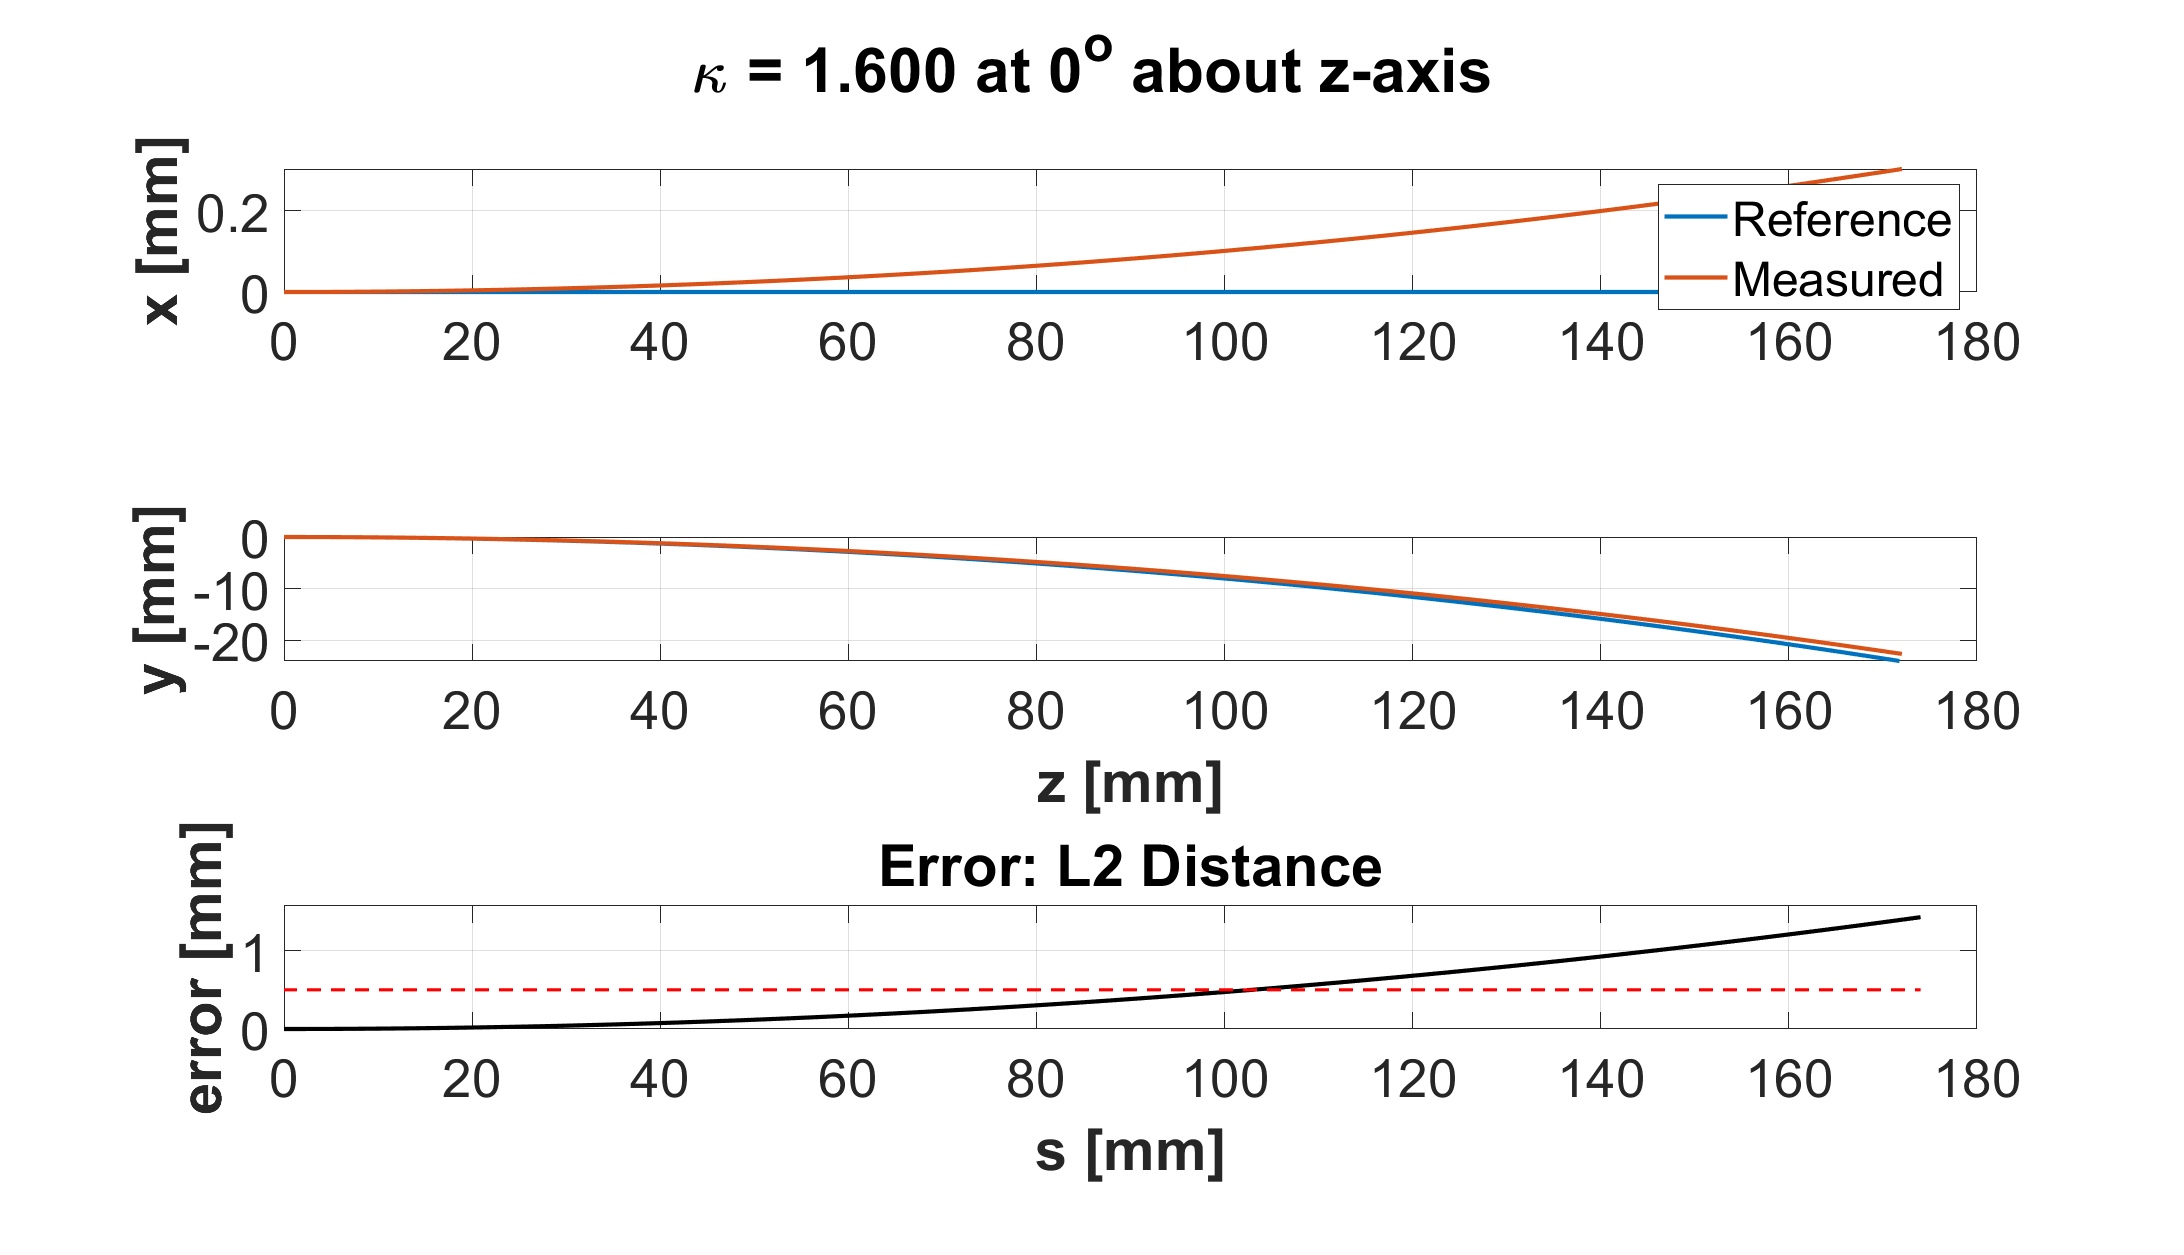 κ = 1.600 at 0° about z-axis
x [mm]
0.2
0
0 20 40 60 80 100 120 140 160 180
Reference
Measured
y [mm]
0
-10
-20
0 20 40 60 80 100 120 140 160 180
z [mm]
Error: L2 Distance
error [mm]
1
0
0 20 40 60 80 100 120 140 160 180
s [mm]